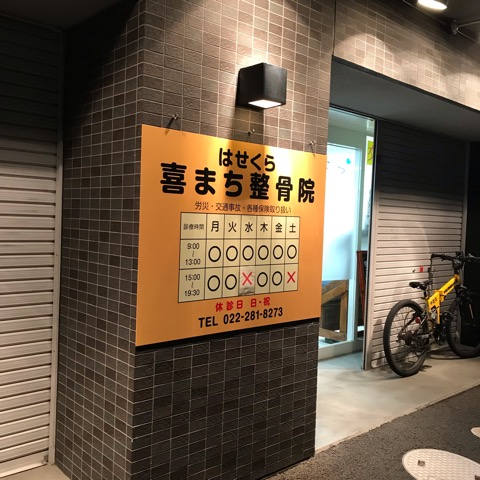 はせくら
喜まち整骨院
労災・交通事故・各種保険取り扱い
診療時間 月 火 水 木 金 土
9:00 〜 13:00 ○ ○ ○ ○ ○ ○
15:00 〜 19:30 ○ ○ × ○ ○ ×
休診日 日・祝
TEL 022-281-8273